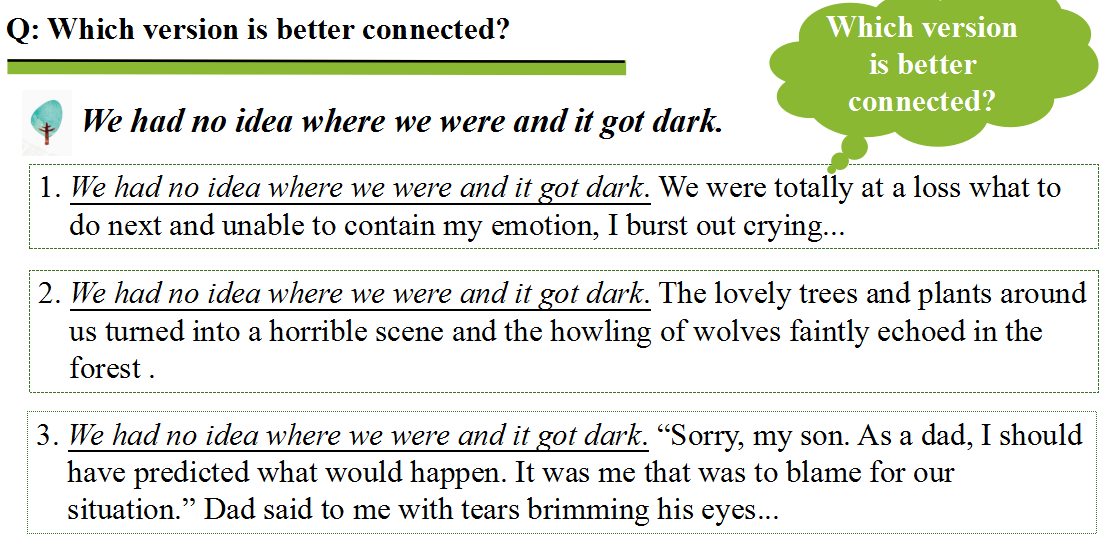 Q: Which version is better connected?
Which version
is better
connected?
We had no idea where we were and it got dark.
1. We had no idea where we were and it got dark. We were totally at a loss what to
do next and unable to contain my emotion, I burst out crying...
2. We had no idea where we were and it got dark. The lovely trees and plants around
us turned into a horrible scene and the howling of wolves faintly echoed in the
forest .
3. We had no idea where we were and it got dark. “Sorry, my son. As a dad, I should
have predicted what would happen. It was me that was to blame for our
situation.” Dad said to me with tears brimming his eyes...